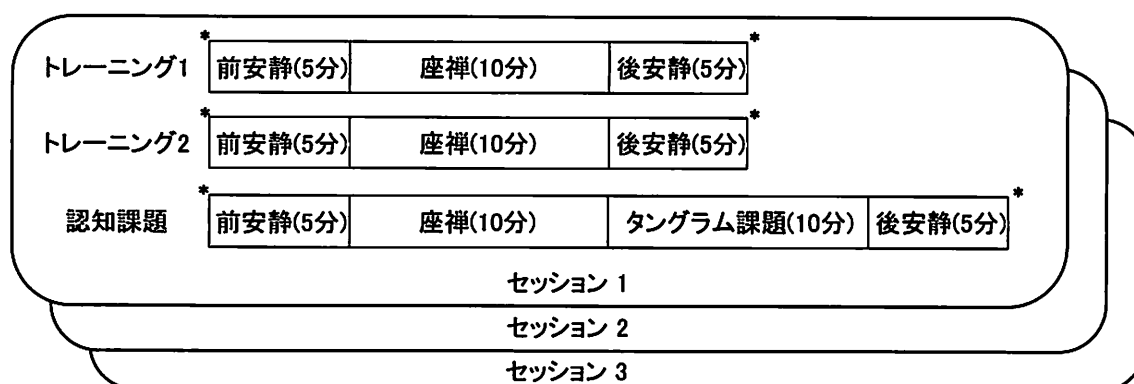 * *
トレーニング1 前安静(5分) 座禅(10分) 後安静(5分)
* *
トレーニング2 前安静(5分) 座禅(10分) 後安静(5分)
* *
認知課題 前安静(5分) 座禅(10分) タングラム課題(10分) 後安静(5分)
セッション 1
セッション 2
セッション 3